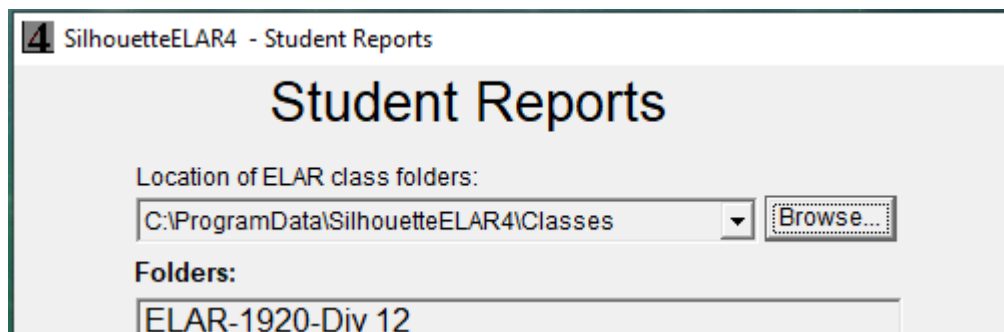 4 SilhouetteELAR4 - Student Reports
Student Reports
Location of ELAR class folders:
C:\ProgramData\SilhouetteELAR4\Classes Browse...
Folders:
ELAR-1920-Div 12